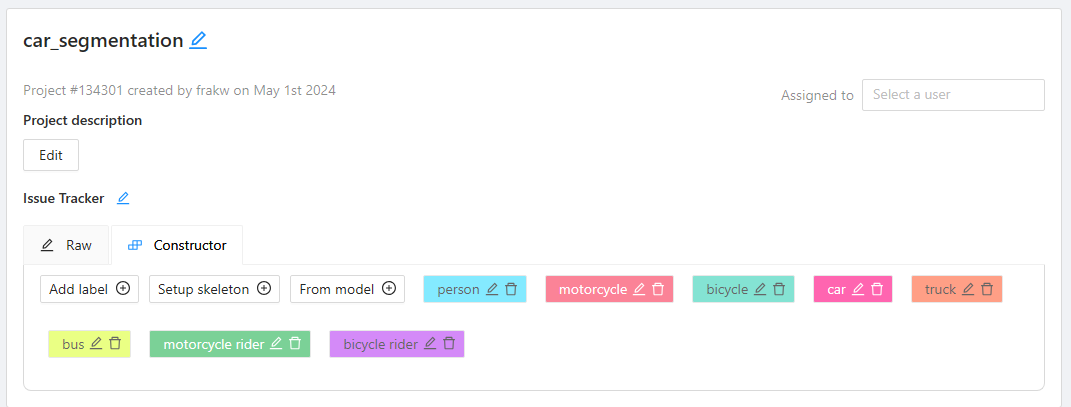 car_segmentation
Project #134301 created by frakw on May 1st 2024
Assigned to Select a user
Project description
Edit
Issue Tracker
Raw Constructor
Add label Setup skeleton From model person motorcycle bicycle car truck
bus motorcycle rider bicycle rider